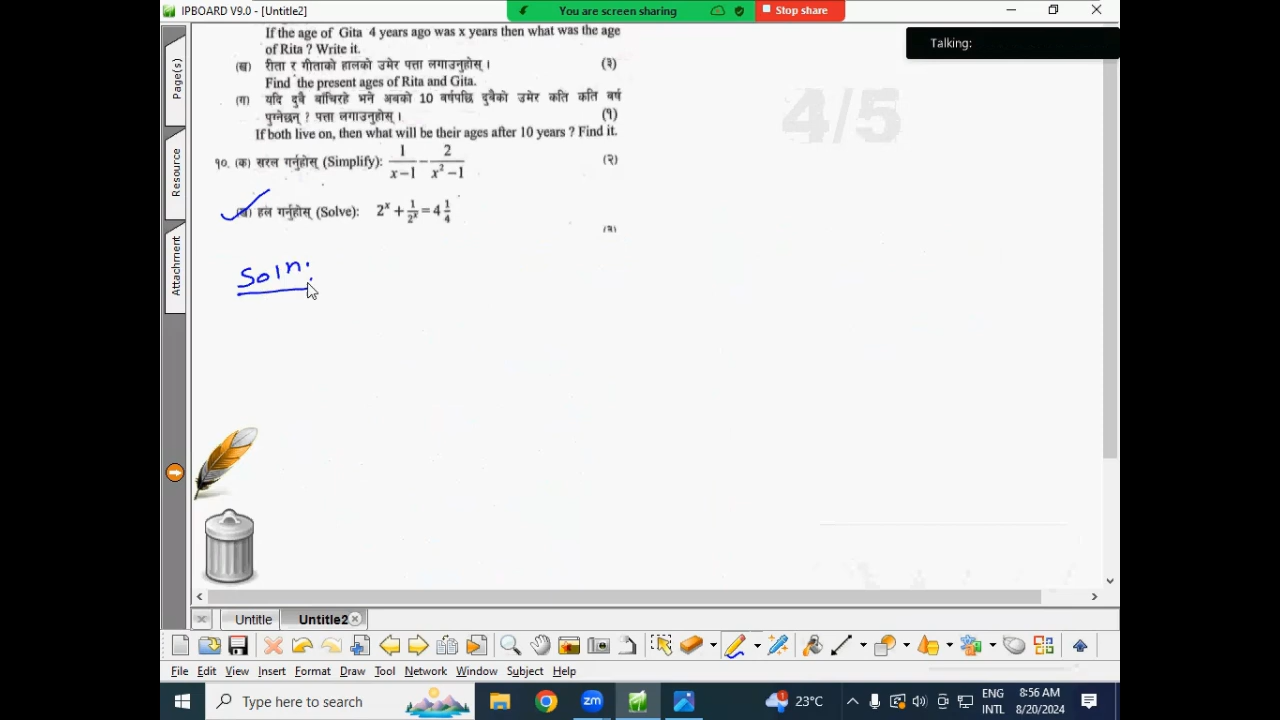 IPBOARD V9.0 - [Untitle2]
You are screen sharing
Stop share
Talking:
Page(s)
Resource
Attachment
If the age of Gita 4 years ago was x years then what was the age
of Rita ? Write it.
(ख) रीता र गीताको हालको उमेर पत्ता लगाउनुहोस् । (३)
Find the present ages of Rita and Gita.
(ग) यदि दुवै बाँचिरहे भने अबको 10 वर्षपछि दुवैको उमेर कति कति वर्ष
पुग्नेछन् ? पत्ता लगाउनुहोस् । (१)
If both live on, then what will be their ages after 10 years ? Find it.
१०. (क) सरल गर्नुहोस् (Simplify): 1/(x−1) − 2/(x²−1) (२)
(ख) हल गर्नुहोस् (Solve): 2ˣ + 1/2ˣ = 4 1/4
(३)
Soln:
4/5
Untitle
Untitle2
File Edit View Insert Format Draw Tool Network Window Subject Help
Type here to search
zm
1
23°C
ENG
INTL
8:56 AM
8/20/2024